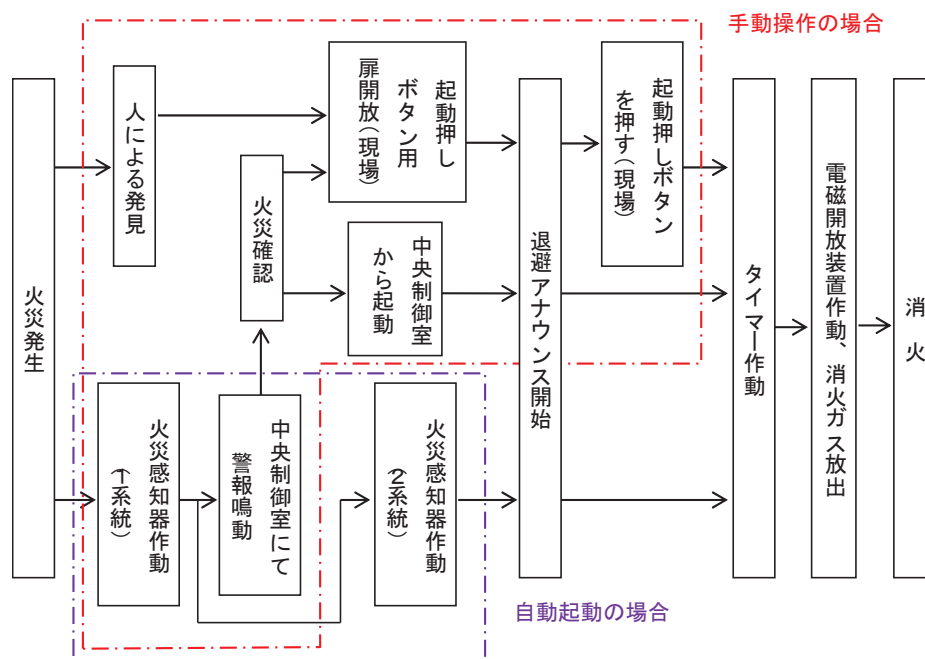 手動操作の場合
火災発生
人による発見
火災確認
起動押し
ボタン用
扉開放(現場)
中央制御室
から起動
火災感知器作動
(1系統)
中央制御室にて
警報鳴動
火災感知器作動
(2系統)
退避アナウンス開始
起動押しボタン
を押す(現場)
タイマー作動
電磁開放装置作動、消火ガス放出
消火
自動起動の場合